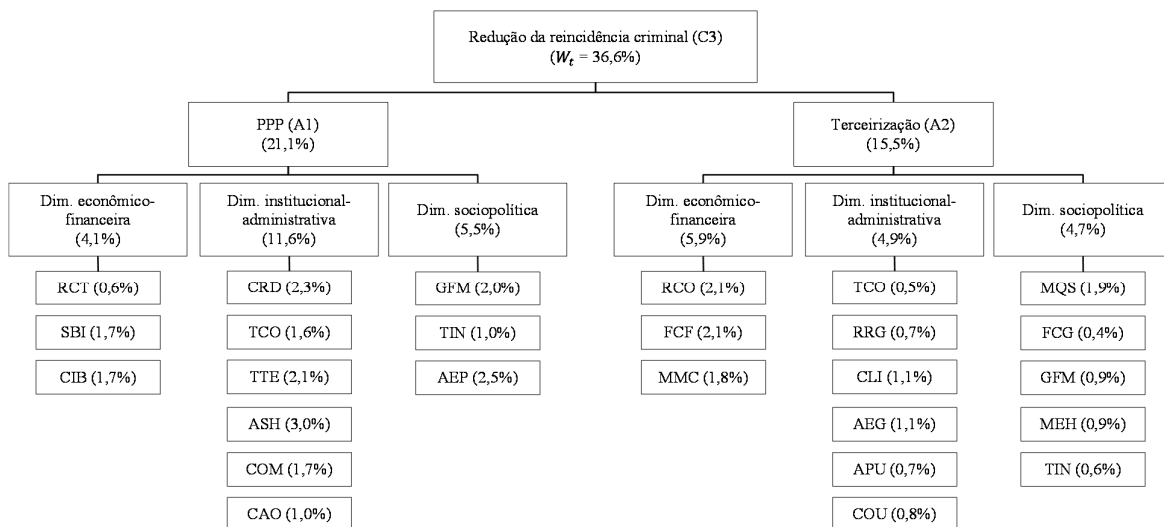 Redução da reincidência criminal (C3)
(W_t = 36,6%)
PPP (A1)
(21,1%)
Terceirização (A2)
(15,5%)
Dim. econômico-
financeira
(4,1%)
Dim. institucional-
administrativa
(11,6%)
Dim. sociopolítica
(5,5%)
Dim. econômico-
financeira
(5,9%)
Dim. institucional-
administrativa
(4,9%)
Dim. sociopolítica
(4,7%)
RCT (0,6%)
SBI (1,7%)
CIB (1,7%)
CRD (2,3%)
TCO (1,6%)
TTE (2,1%)
ASH (3,0%)
COM (1,7%)
CAO (1,0%)
GFM (2,0%)
TIN (1,0%)
AEP (2,5%)
RCO (2,1%)
FCF (2,1%)
MMC (1,8%)
TCO (0,5%)
RRG (0,7%)
CLI (1,1%)
AEG (1,1%)
APU (0,7%)
COU (0,8%)
MQS (1,9%)
FCG (0,4%)
GFM (0,9%)
MEH (0,9%)
TIN (0,6%)